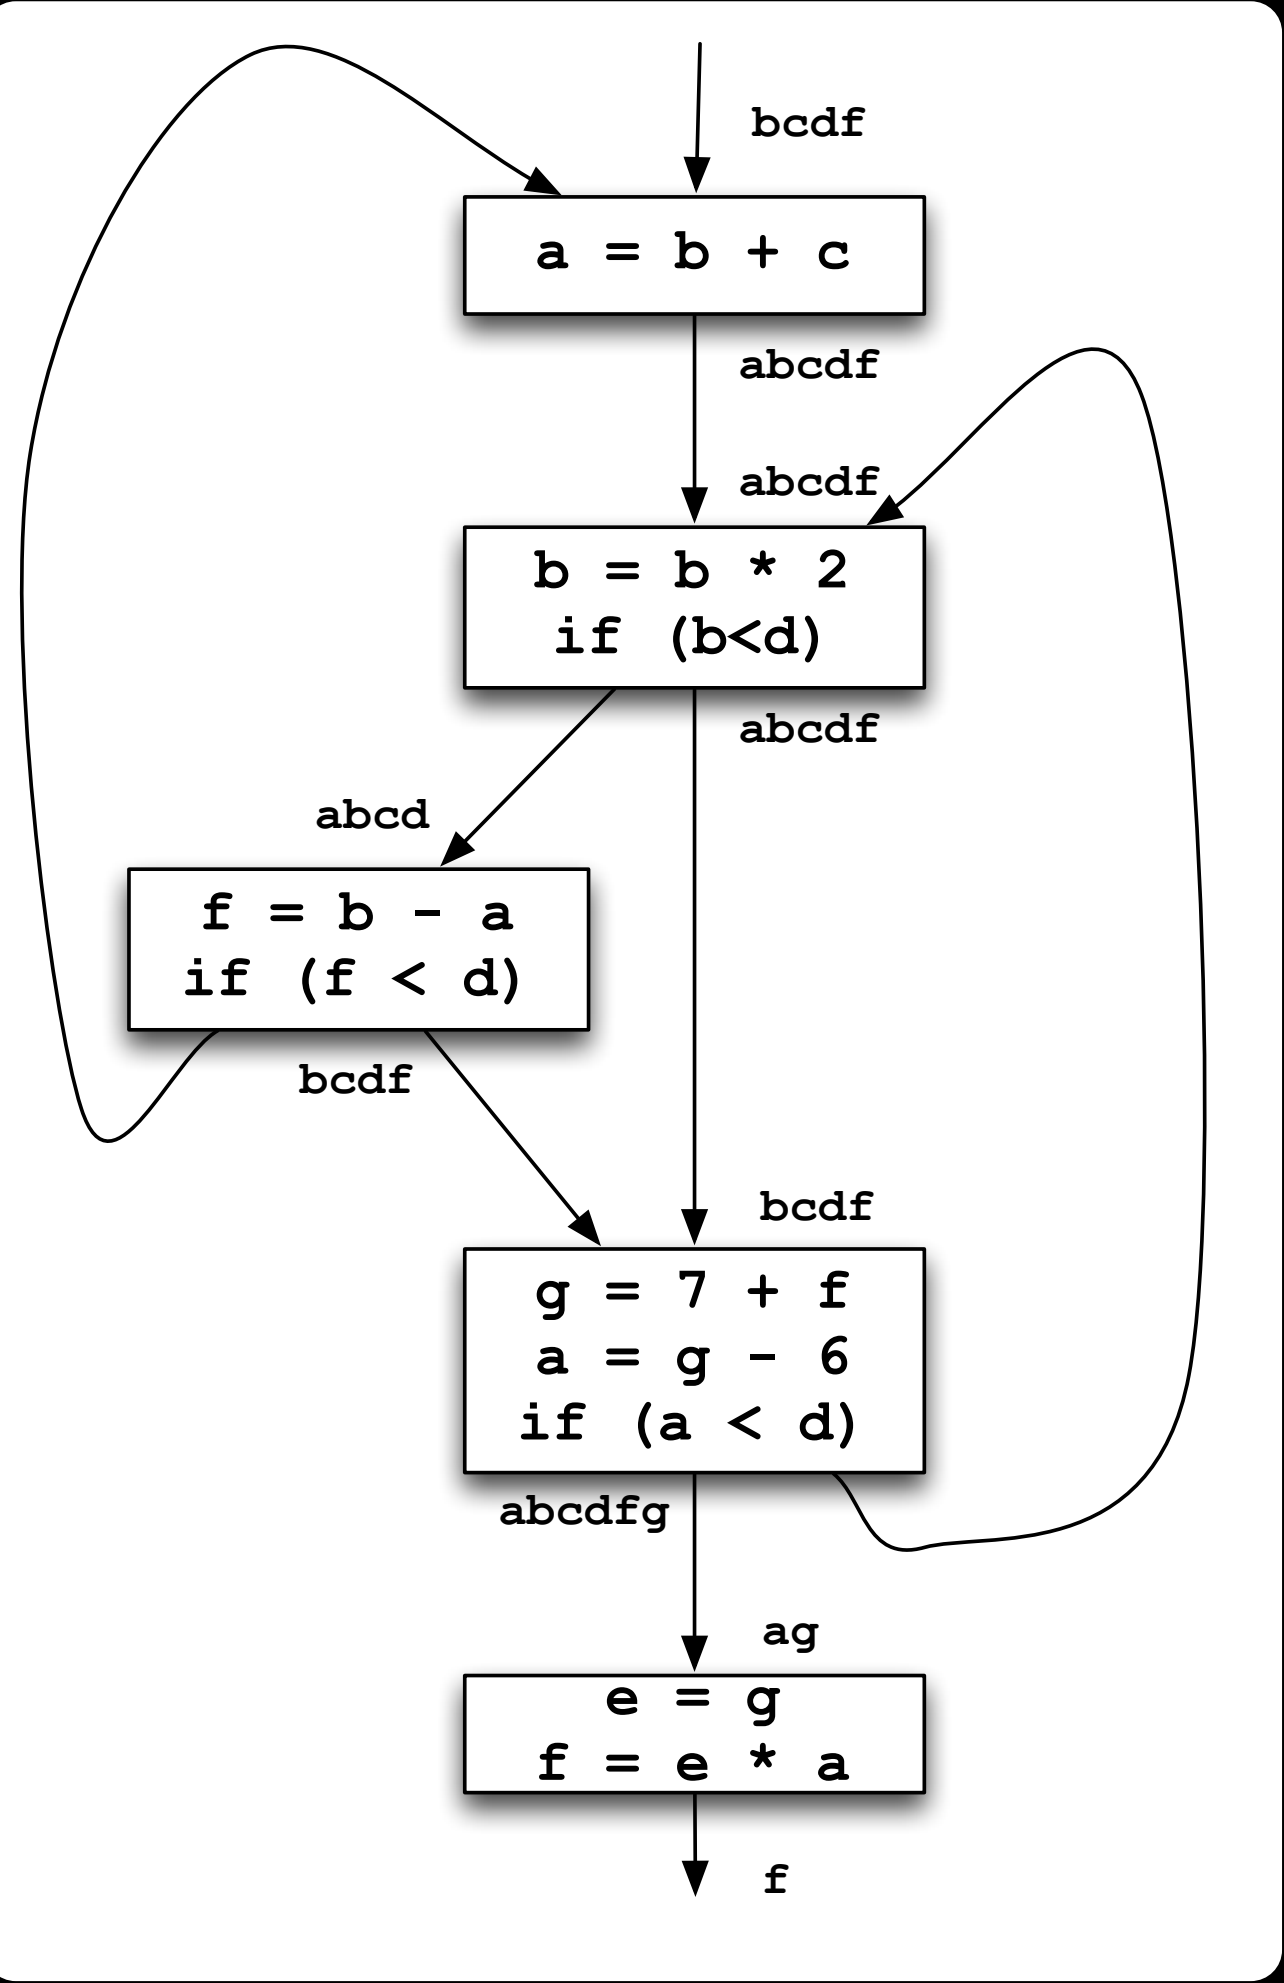 bcdf
a = b + c
abcdf
abcdf
b = b * 2
if (b<d)
abcdf
abcd
f = b - a
if (f < d)
bcdf
bcdf
g = 7 + f
a = g - 6
if (a < d)
abcdfg
ag
e = g
f = e * a
f